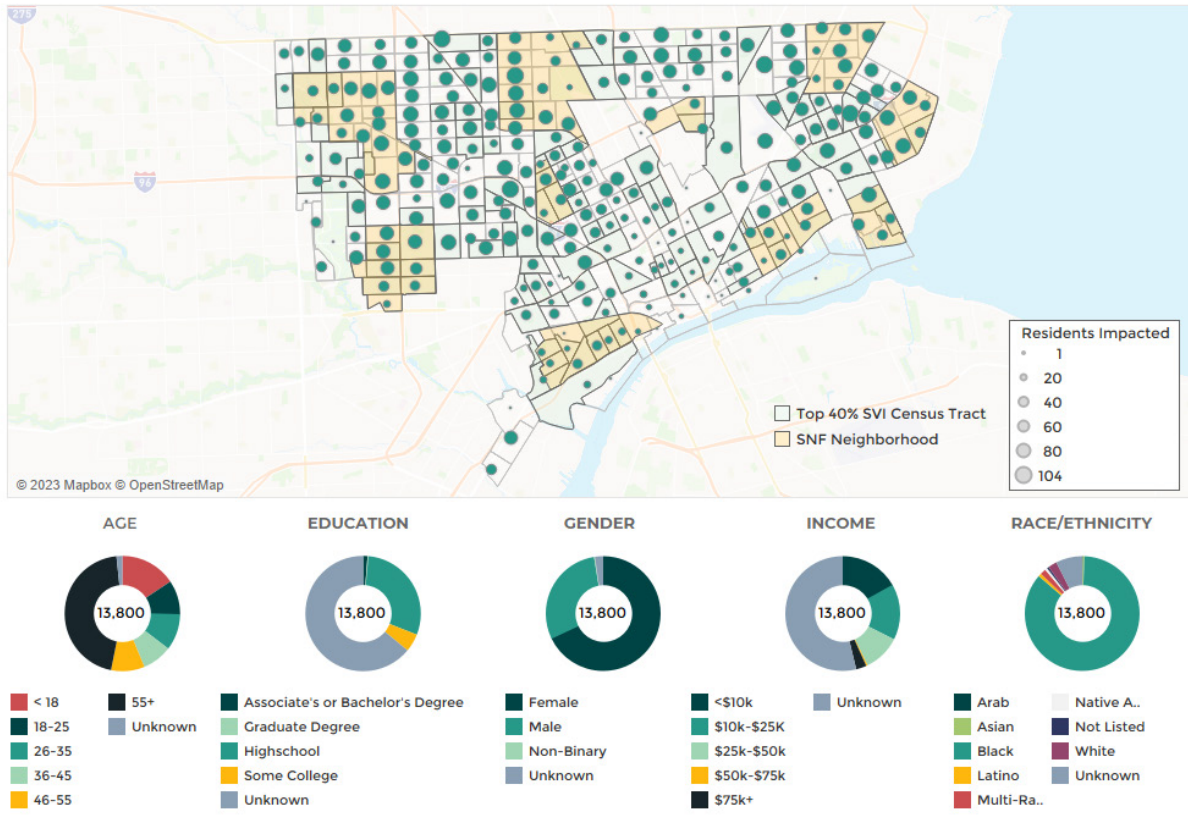 275
96
Residents Impacted
1
20
40
60
80
104
Top 40% SVI Census Tract
SNF Neighborhood
© 2023 Mapbox © OpenStreetMap
AGE
EDUCATION
GENDER
INCOME
RACE/ETHNICITY
13,800
13,800
13,800
13,800
13,800
< 18
18-25
26-35
36-45
46-55
55+
Unknown
Associate's or Bachelor's Degree
Graduate Degree
Highschool
Some College
Unknown
Female
Male
Non-Binary
Unknown
<$10k
$10k-$25K
$25k-$50k
$50k-$75k
$75k+
Unknown
Arab
Asian
Black
Latino
Multi-Ra..
Native A..
Not Listed
White
Unknown